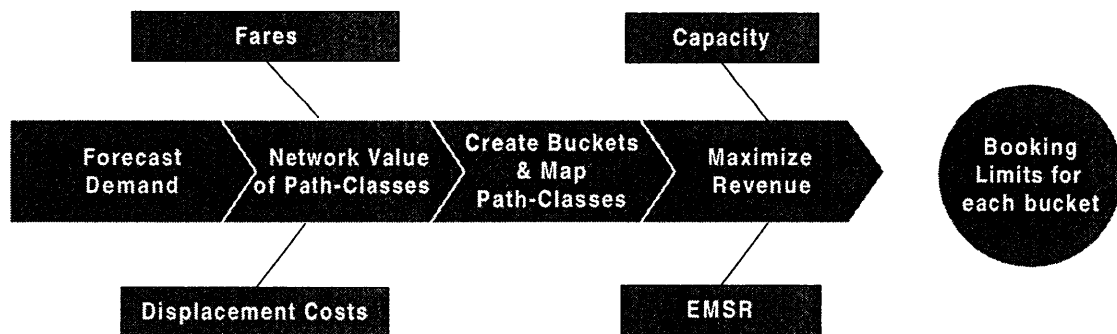 Fares
Capacity
Forecast
Demand
Network Value
of Path-Classes
Create Buckets
& Map
Path-Classes
Maximize
Revenue
Booking
Limits for
each bucket
Displacement Costs
EMSR